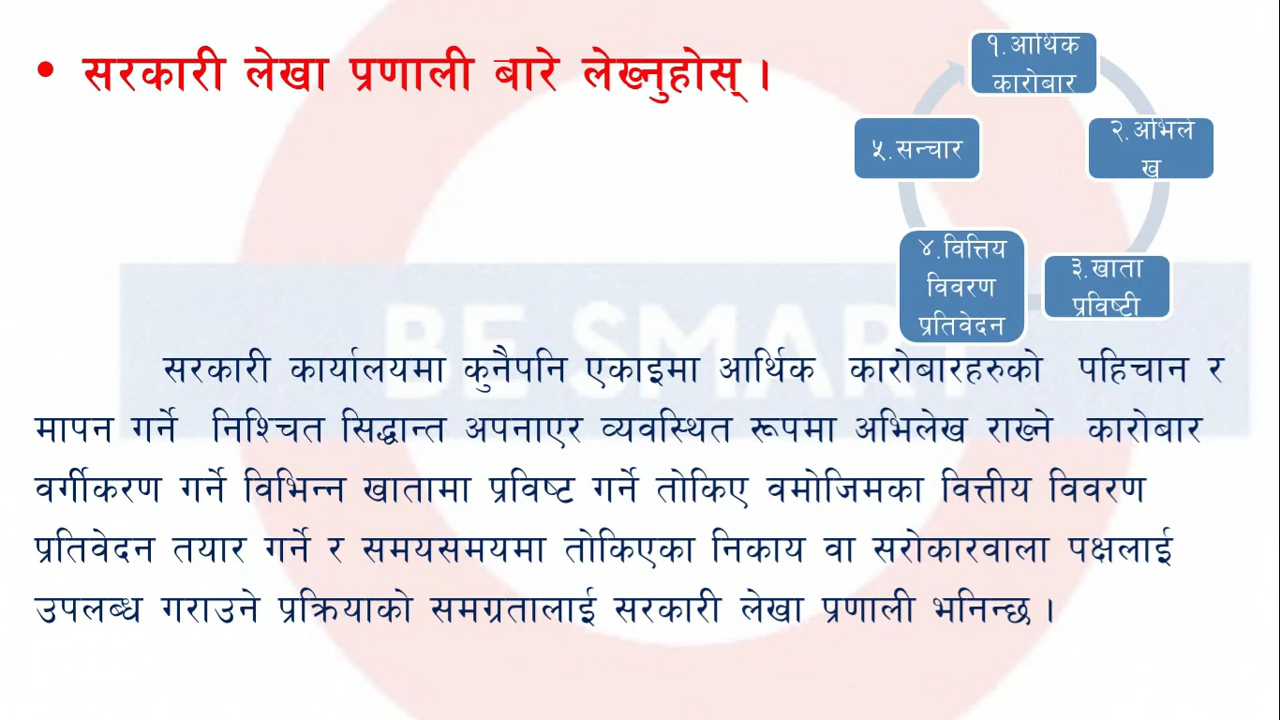 • सरकारी लेखा प्रणाली बारे लेख्नुहोस् ।
१.आर्थिक
कारोबार
२.अभिले
ख
३.खाता
प्रविष्टी
४.वित्तिय
विवरण
प्रतिवेदन
५.सन्चार
BE SMART
सरकारी कार्यालयमा कुनैपनि एकाइमा आर्थिक कारोबारहरुको पहिचान र
मापन गर्ने निश्चित सिद्धान्त अपनाएर व्यवस्थित रूपमा अभिलेख राख्ने कारोबार
वर्गीकरण गर्ने विभिन्न खातामा प्रविष्ट गर्ने तोकिए वमोजिमका वित्तीय विवरण
प्रतिवेदन तयार गर्ने र समयसमयमा तोकिएका निकाय वा सरोकारवाला पक्षलाई
उपलब्ध गराउने प्रक्रियाको समग्रतालाई सरकारी लेखा प्रणाली भनिन्छ ।